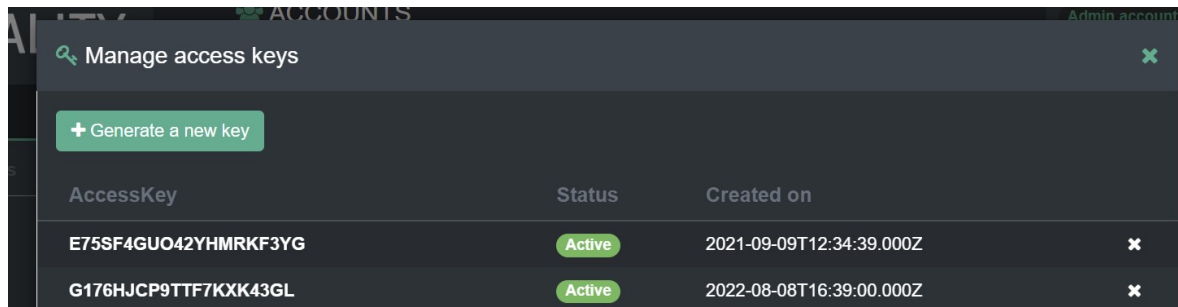 ACCOUNTS
Admin account
Manage access keys
Generate a new key
AccessKey Status Created on
E75SF4GUO42YHMRKF3YG Active 2021-09-09T12:34:39.000Z
G176HJCP9TTF7KXK43GL Active 2022-08-08T16:39:00.000Z